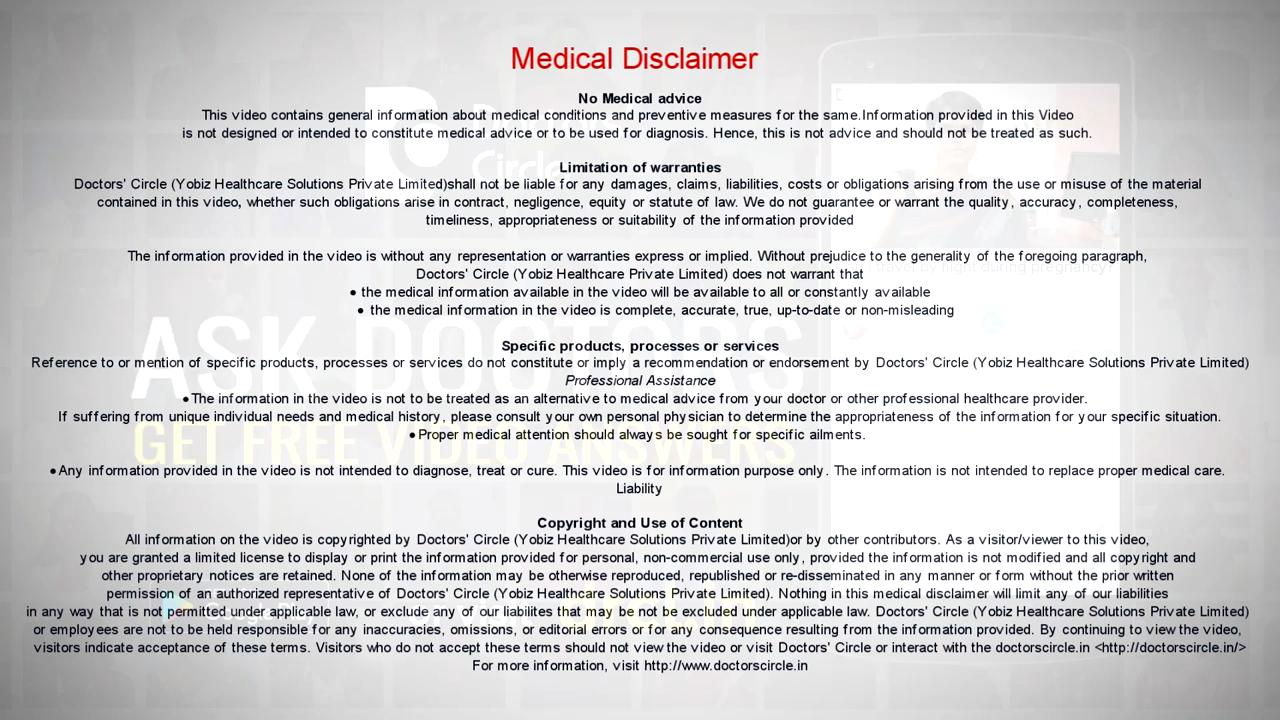 Medical Disclaimer
No Medical advice
This video contains general information about medical conditions and preventive measures for the same.Information provided in this Video
is not designed or intended to constitute medical advice or to be used for diagnosis. Hence, this is not advice and should not be treated as such.
Limitation of warranties
Doctors' Circle (Yobiz Healthcare Solutions Private Limited)shall not be liable for any damages, claims, liabilities, costs or obligations arising from the use or misuse of the material
contained in this video, whether such obligations arise in contract, negligence, equity or statute of law. We do not guarantee or warrant the quality, accuracy, completeness,
timeliness, appropriateness or suitability of the information provided
The information provided in the video is without any representation or warranties express or implied. Without prejudice to the generality of the foregoing paragraph,
Doctors' Circle (Yobiz Healthcare Private Limited) does not warrant that
travel by flight during pregnancy?
• the medical information available in the video will be available to all or constantly available
• the medical information in the video is complete, accurate, true, up-to-date or non-misleading
ASK DOCTORS
Specific products, processes or services
Reference to or mention of specific products, processes or services do not constitute or imply a recommendation or endorsement by Doctors' Circle (Yobiz Healthcare Solutions Private Limited)
Professional Assistance
•The information in the video is not to be treated as an alternative to medical advice from your doctor or other professional healthcare provider.
If suffering from unique individual needs and medical history, please consult your own personal physician to determine the appropriateness of the information for your specific situation.
•Proper medical attention should always be sought for specific ailments.
GET FREE VIDEO ANSWERS
•Any information provided in the video is not intended to diagnose, treat or cure. This video is for information purpose only. The information is not intended to replace proper medical care.
Liability
Copyright and Use of Content
All information on the video is copyrighted by Doctors' Circle (Yobiz Healthcare Solutions Private Limited)or by other contributors. As a visitor/viewer to this video,
you are granted a limited license to display or print the information provided for personal, non-commercial use only, provided the information is not modified and all copyright and
other proprietary notices are retained. None of the information may be otherwise reproduced, republished or re-disseminated in any manner or form without the prior written
permission of an authorized representative of Doctors' Circle (Yobiz Healthcare Solutions Private Limited). Nothing in this medical disclaimer will limit any of our liabilities
in any way that is not permitted under applicable law, or exclude any of our liabilites that may be not be excluded under applicable law. Doctors' Circle (Yobiz Healthcare Solutions Private Limited)
or employees are not to be held responsible for any inaccuracies, omissions, or editorial errors or for any consequence resulting from the information provided. By continuing to view the video,
visitors indicate acceptance of these terms. Visitors who do not accept these terms should not view the video or visit Doctors' Circle or interact with the doctorscircle.in <http://doctorscircle.in/>
For more information, visit http://www.doctorscircle.in